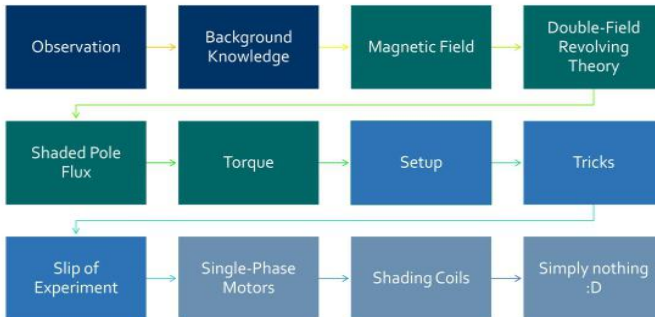 Observation
Background
Knowledge
Magnetic Field
Double-Field
Revolving
Theory
Shaded Pole
Flux
Torque
Setup
Tricks
Slip of
Experiment
Single-Phase
Motors
Shading Coils
Simply nothing
:D